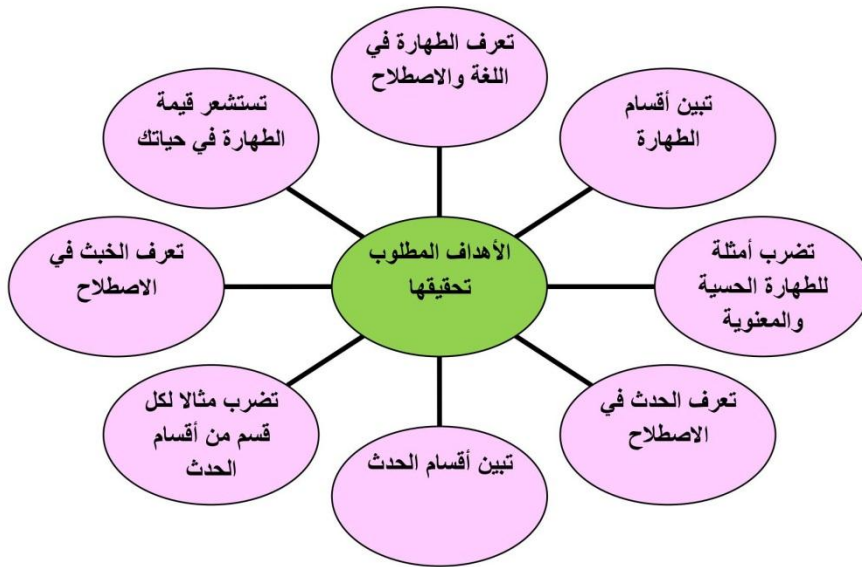 الأهداف المطلوب
تحقيقها
تعرف الطهارة في
اللغة والاصطلاح
تبين أقسام
الطهارة
تضرب أمثلة
للطهارة الحسية
والمعنوية
تعرف الحدث في
الاصطلاح
تبين أقسام الحدث
تضرب مثالا لكل
قسم من أقسام
الحدث
تعرف الخبث في
الاصطلاح
تستشعر قيمة
الطهارة في حياتك